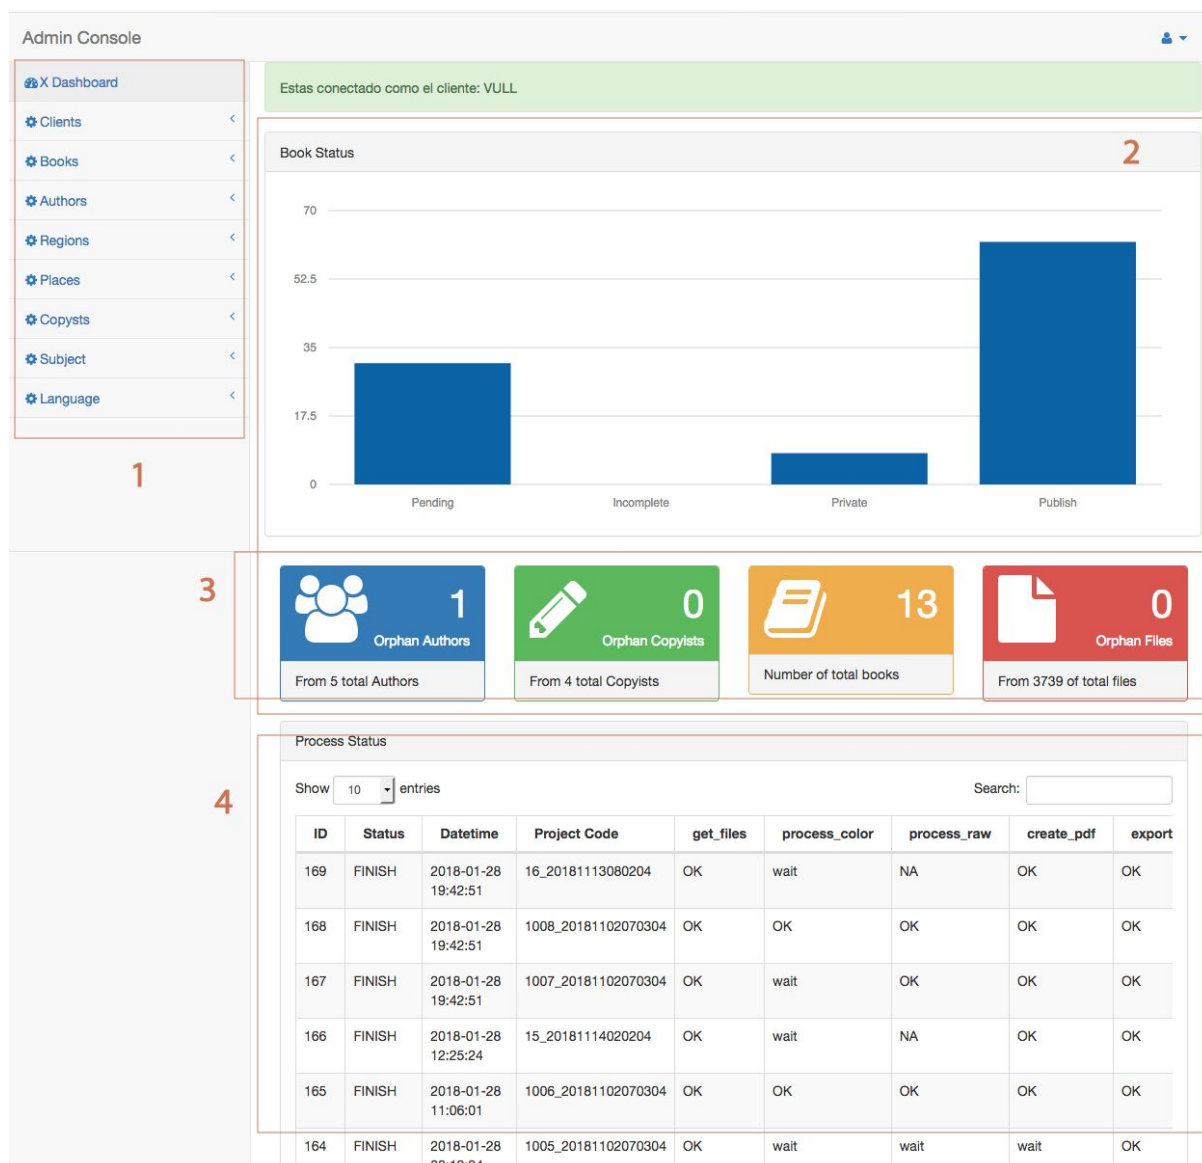 Admin Console
X Dashboard
Clients
Books
Authors
Regions
Places
Copysts
Subject
Language
1
Estas conectado como el cliente: VULL
Book Status
2
70
52.5
35
17.5
0
Pending Incomplete Private Publish
3
1
Orphan Authors
From 5 total Authors
0
Orphan Copyists
From 4 total Copyists
13
Number of total books
0
Orphan Files
From 3739 of total files
4
Process Status
Show 10 entries Search:
ID Status Datetime Project Code get_files process_color process_raw create_pdf export
169 FINISH 2018-01-28 16_20181113080204 OK wait NA OK OK
19:42:51
168 FINISH 2018-01-28 1008_20181102070304 OK OK OK OK OK
19:42:51
167 FINISH 2018-01-28 1007_20181102070304 OK wait OK OK OK
19:42:51
166 FINISH 2018-01-28 15_20181114020204 OK wait NA OK OK
12:25:24
165 FINISH 2018-01-28 1006_20181102070304 OK OK OK OK OK
11:06:01
164 FINISH 2018-01-28 1005_20181102070304 OK wait wait wait OK